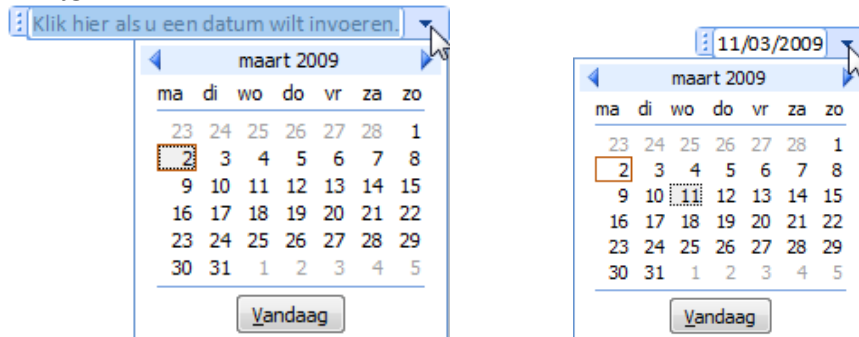 Klik hier als u een datum wilt invoeren.
maart 2009
ma di wo do vr za zo
23 24 25 26 27 28 1
2 3 4 5 6 7 8
9 10 11 12 13 14 15
16 17 18 19 20 21 22
23 24 25 26 27 28 29
30 31 1 2 3 4 5
Vandaag
11/03/2009
maart 2009
ma di wo do vr za zo
23 24 25 26 27 28 1
2 3 4 5 6 7 8
9 10 11 12 13 14 15
16 17 18 19 20 21 22
23 24 25 26 27 28 29
30 31 1 2 3 4 5
Vandaag